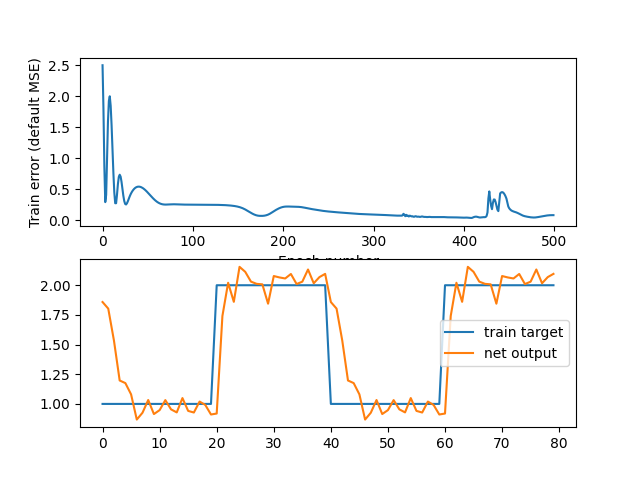 Train error (default MSE)
2.5
2.0
1.5
1.0
0.5
0.0
0 100 200 300 400 500
Epoch number
2.00
1.75
1.50
1.25
1.00
train target
net output
0 10 20 30 40 50 60 70 80